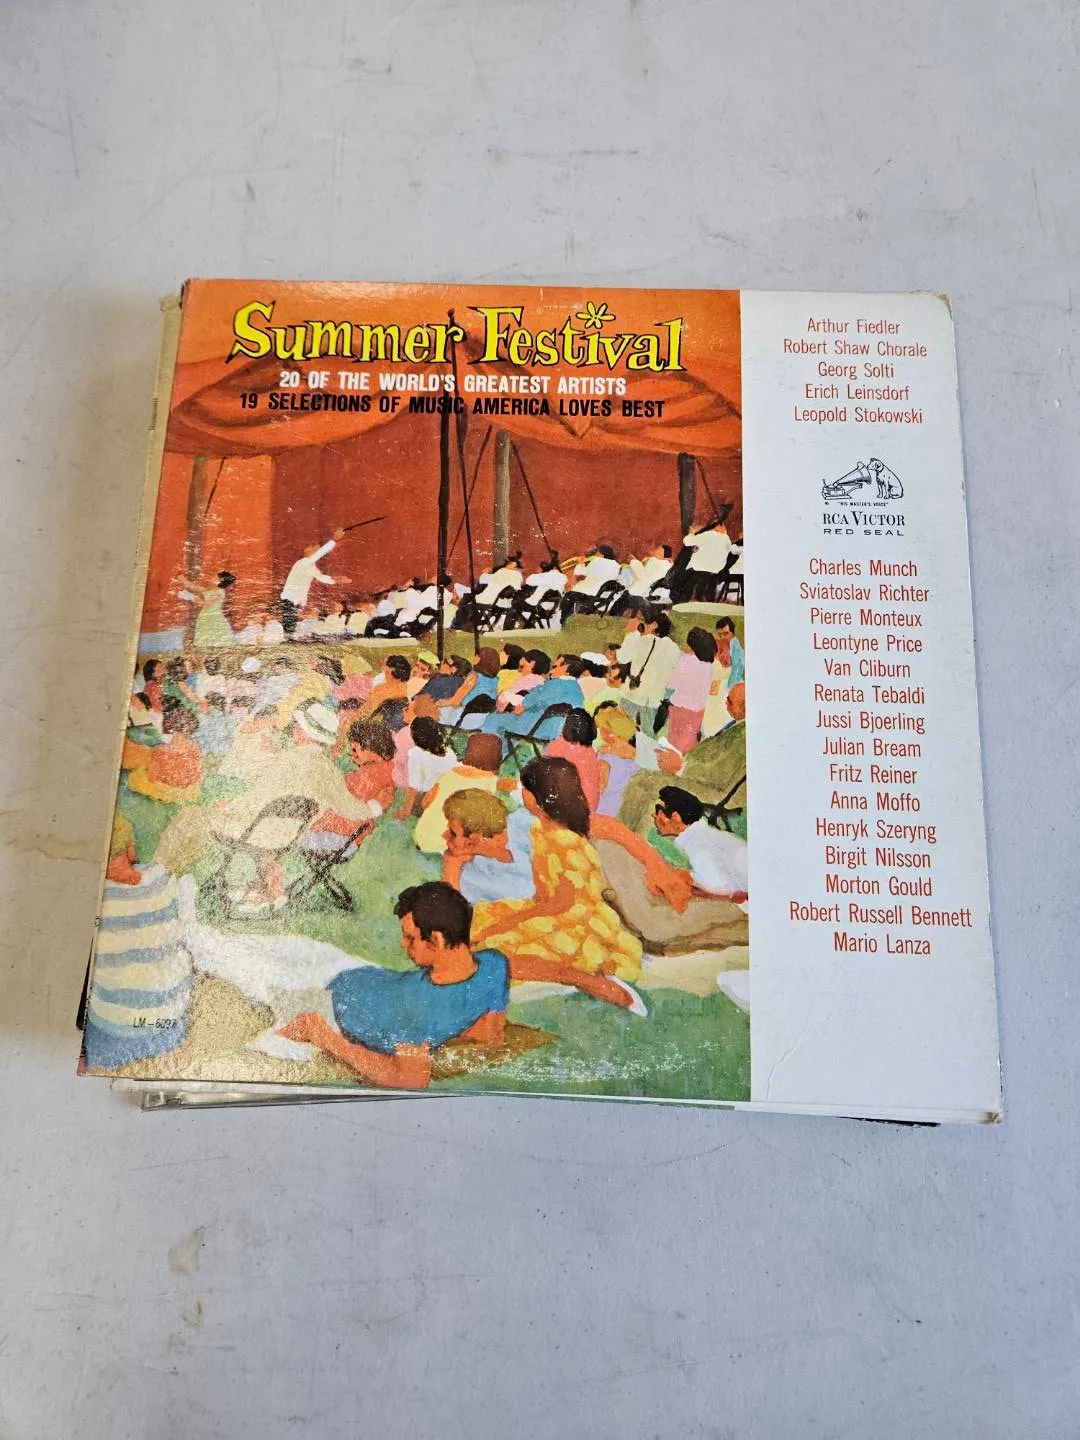 Summer Festival
20 OF THE WORLD'S GREATEST ARTISTS
19 SELECTIONS OF MUSIC AMERICA LOVES BEST
LM-6097
Arthur Fiedler
Robert Shaw Chorale
Georg Solti
Erich Leinsdorf
Leopold Stokowski
"HIS MASTER'S VOICE"
RCA VICTOR
RED SEAL
Charles Munch
Sviatoslav Richter
Pierre Monteux
Leontyne Price
Van Cliburn
Renata Tebaldi
Jussi Bjoerling
Julian Bream
Fritz Reiner
Anna Moffo
Henryk Szeryng
Birgit Nilsson
Morton Gould
Robert Russell Bennett
Mario Lanza